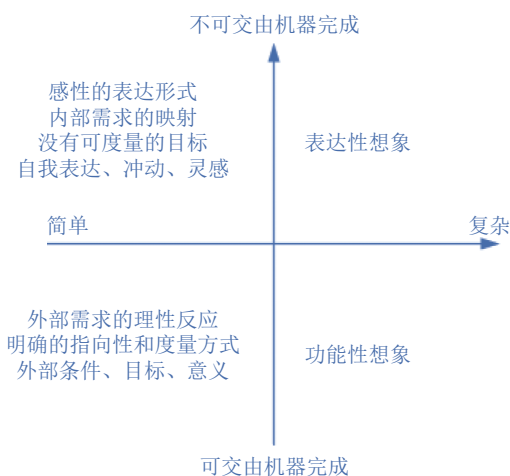 不可交由机器完成
感性的表达形式
内部需求的映射
没有可度量的目标
自我表达、冲动、灵感
表达性想象
简单
复杂
外部需求的理性反应
明确的指向性和度量方式
外部条件、目标、意义
功能性想象
可交由机器完成